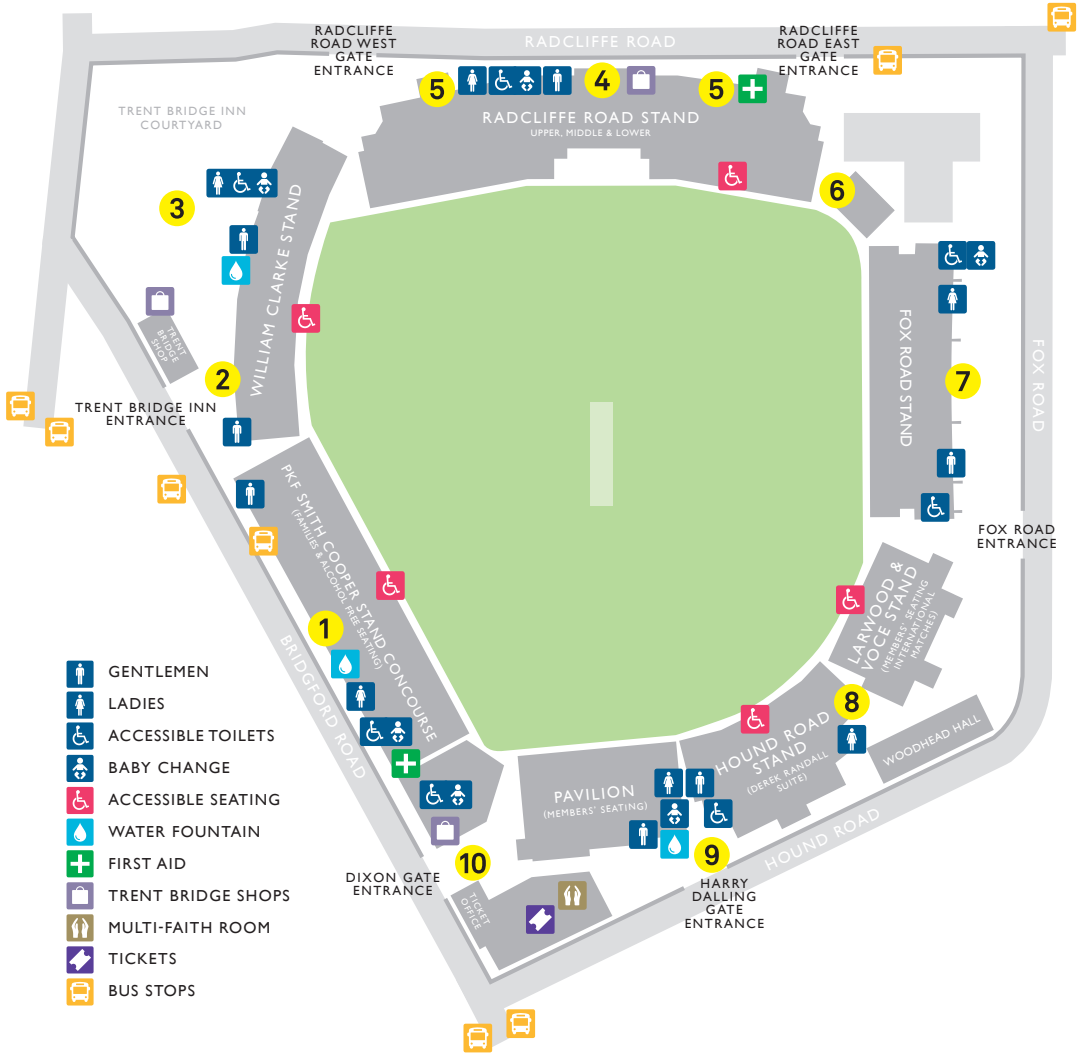 RADCLIFFE
ROAD WEST
GATE
ENTRANCE
RADCLIFFE ROAD
RADCLIFFE
ROAD EAST
GATE
ENTRANCE
5
4
5
TRENT BRIDGE INN
COURTYARD
RADCLIFFE ROAD STAND
UPPER, MIDDLE & LOWER
3
6
WILLIAM CLARKE STAND
TRENT
BRIDGE
SHOP
2
TRENT BRIDGE INN
ENTRANCE
FOX ROAD STAND
7
FOX ROAD
FOX ROAD
ENTRANCE
PKF SMITH COOPER STAND CONCOURSE
(FAMILIES & ALCOHOL FREE SEATING)
1
BRIDGFORD ROAD
LARWOOD &
VOCE STAND
(MEMBERS' SEATING
INTERNATIONAL
MATCHES)
8
HOUND ROAD
STAND
(DEREK RANDALL
SUITE)
WOODHEAD HALL
PAVILION
(MEMBERS' SEATING)
HOUND ROAD
9
10
DIXON GATE
ENTRANCE
HARRY
DALLING
GATE
ENTRANCE
TICKET
OFFICE
GENTLEMEN
LADIES
ACCESSIBLE TOILETS
BABY CHANGE
ACCESSIBLE SEATING
WATER FOUNTAIN
FIRST AID
TRENT BRIDGE SHOPS
MULTI-FAITH ROOM
TICKETS
BUS STOPS